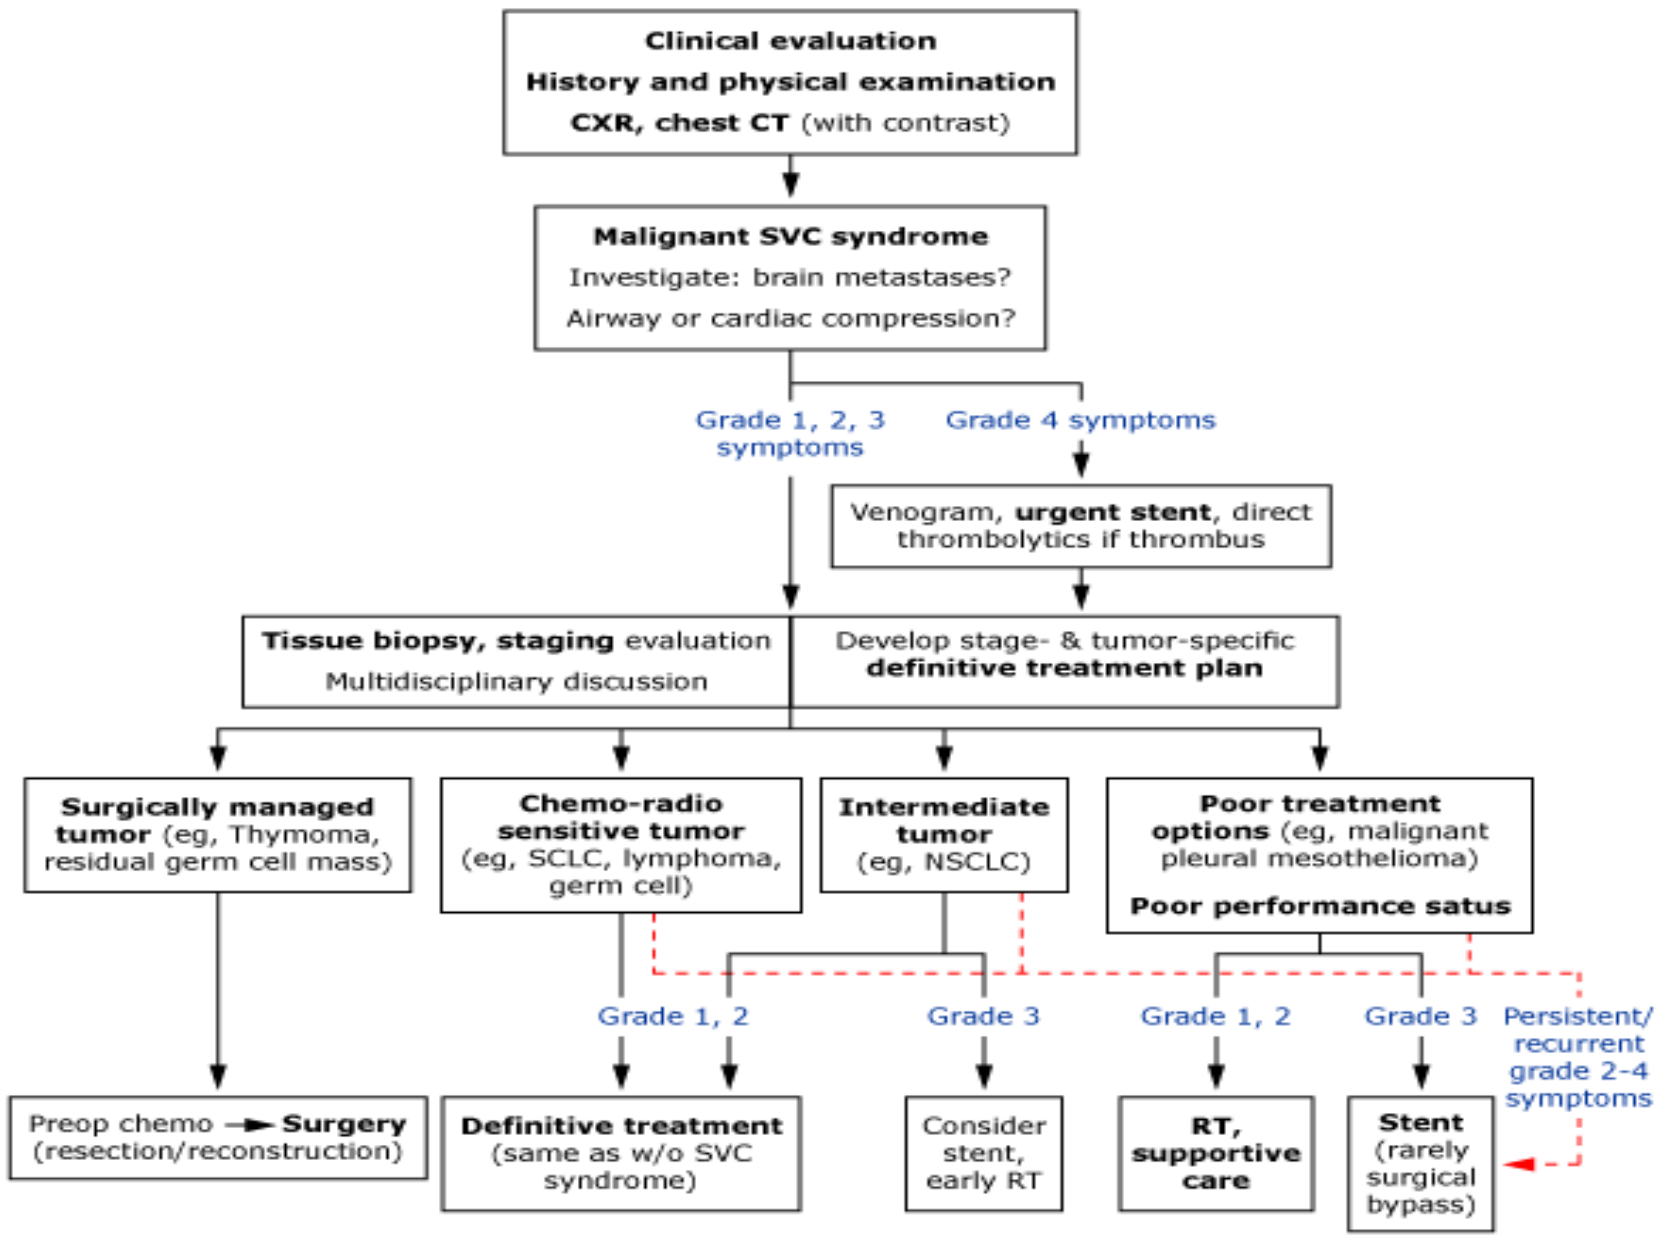 Clinical evaluation
History and physical examination
CXR, chest CT (with contrast)
Malignant SVC syndrome
Investigate: brain metastases?
Airway or cardiac compression?
Grade 1, 2, 3
symptoms
Grade 4 symptoms
Venogram, urgent stent, direct
thrombolytics if thrombus
Tissue biopsy, staging evaluation
Multidisciplinary discussion
Develop stage- & tumor-specific
definitive treatment plan
Surgically managed
tumor (eg, Thymoma,
residual germ cell mass)
Chemo-radio
sensitive tumor
(eg, SCLC, lymphoma,
germ cell)
Intermediate
tumor
(eg, NSCLC)
Poor treatment
options (eg, malignant
pleural mesothelioma)
Poor performance satus
Grade 1, 2
Grade 3
Grade 1, 2
Grade 3
Persistent/
recurrent
grade 2-4
symptoms
Preop chemo → Surgery
(resection/reconstruction)
Definitive treatment
(same as w/o SVC
syndrome)
Consider
stent,
early RT
RT,
supportive
care
Stent
(rarely
surgical
bypass)